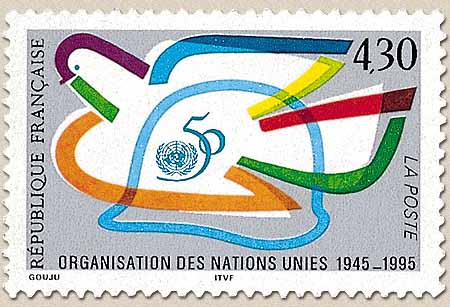 4,30
RÉPUBLIQUE FRANÇAISE
50
LA POSTE
ORGANISATION DES NATIONS UNIES 1945-1995
GOUJU
ITVF